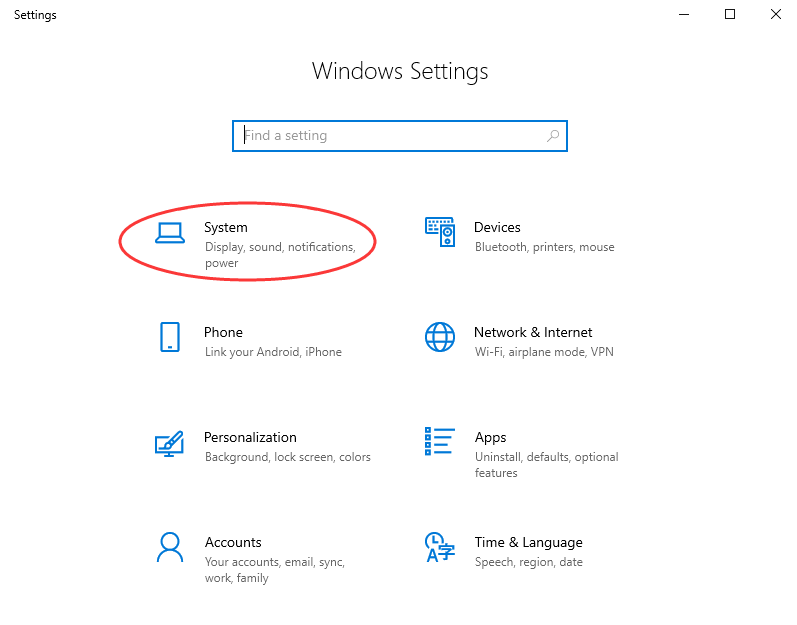 Settings
Windows Settings
Find a setting
System
Display, sound, notifications,
power
Devices
Bluetooth, printers, mouse
Phone
Link your Android, iPhone
Network & Internet
Wi-Fi, airplane mode, VPN
Personalization
Background, lock screen, colors
Apps
Uninstall, defaults, optional
features
Accounts
Your accounts, email, sync,
work, family
Time & Language
Speech, region, date